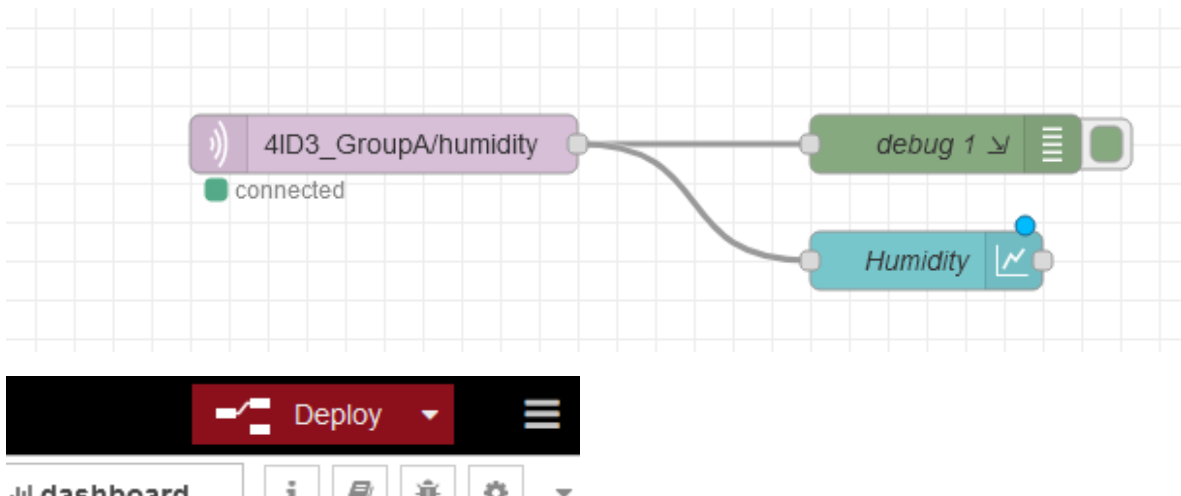 4ID3_GroupA/humidity
debug 1
connected
Humidity
Deploy
dashboard